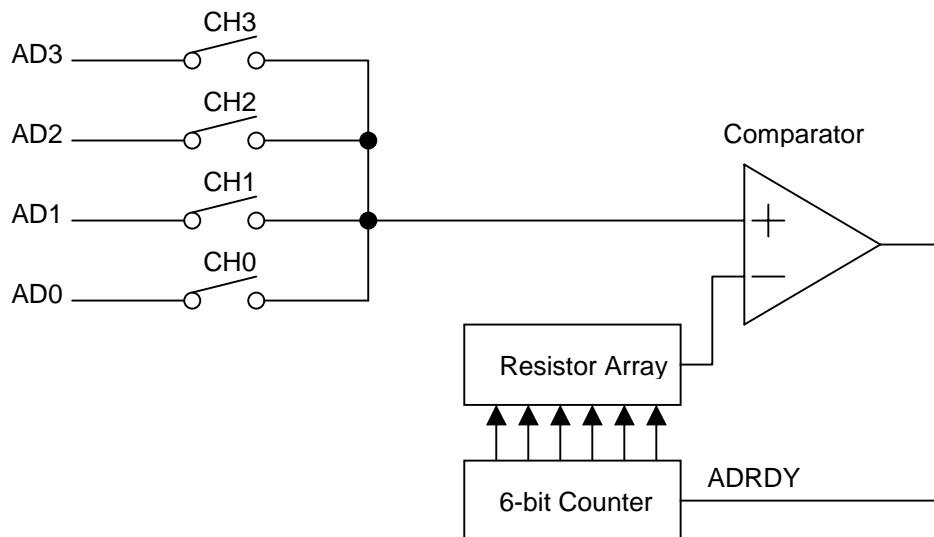 CH3
AD3
CH2
AD2
Comparator
CH1
AD1
CH0
AD0
Resistor Array
ADRDY
6-bit Counter